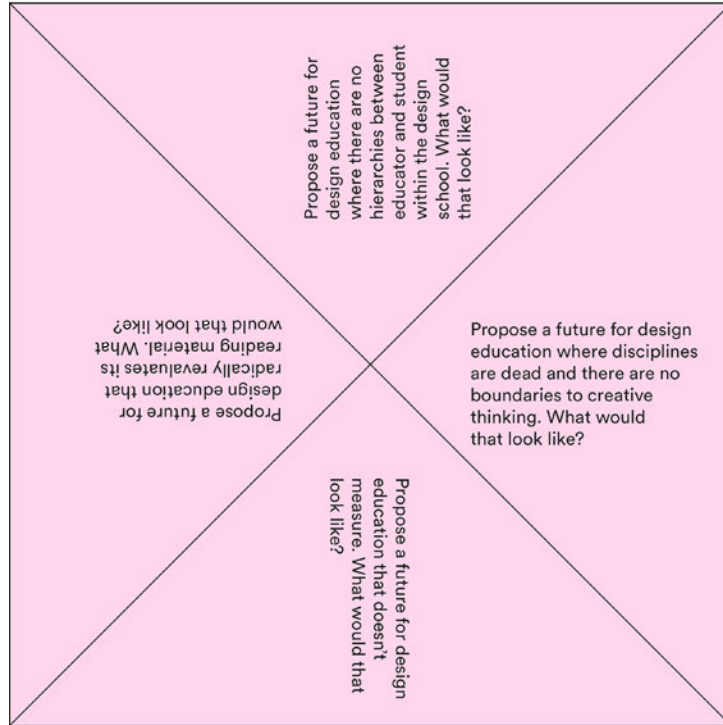 Propose a future for
design education
where there are no
hierarchies between
educator and student
within the design
school. What would
that look like?
Propose a future for design
education where disciplines
are dead and there are no
boundaries to creative
thinking. What would
that look like?
Propose a future for design
education that doesn't
measure. What would that
look like?
Propose a future for
design education that
radically revaluates its
reading material. What
would that look like?